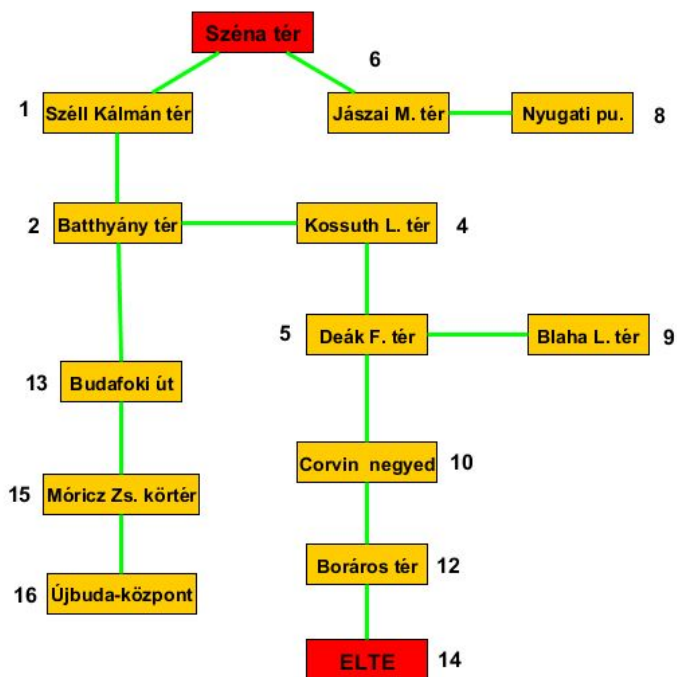 Széna tér
6
1 Széll Kálmán tér Jászai M. tér Nyugati pu. 8
2 Batthyány tér Kossuth L. tér 4
5 Deák F. tér Blaha L. tér 9
13 Budafoki út
Corvin negyed 10
15 Móricz Zs. körtér
Boráros tér 12
16 Újbuda-központ
ELTE 14